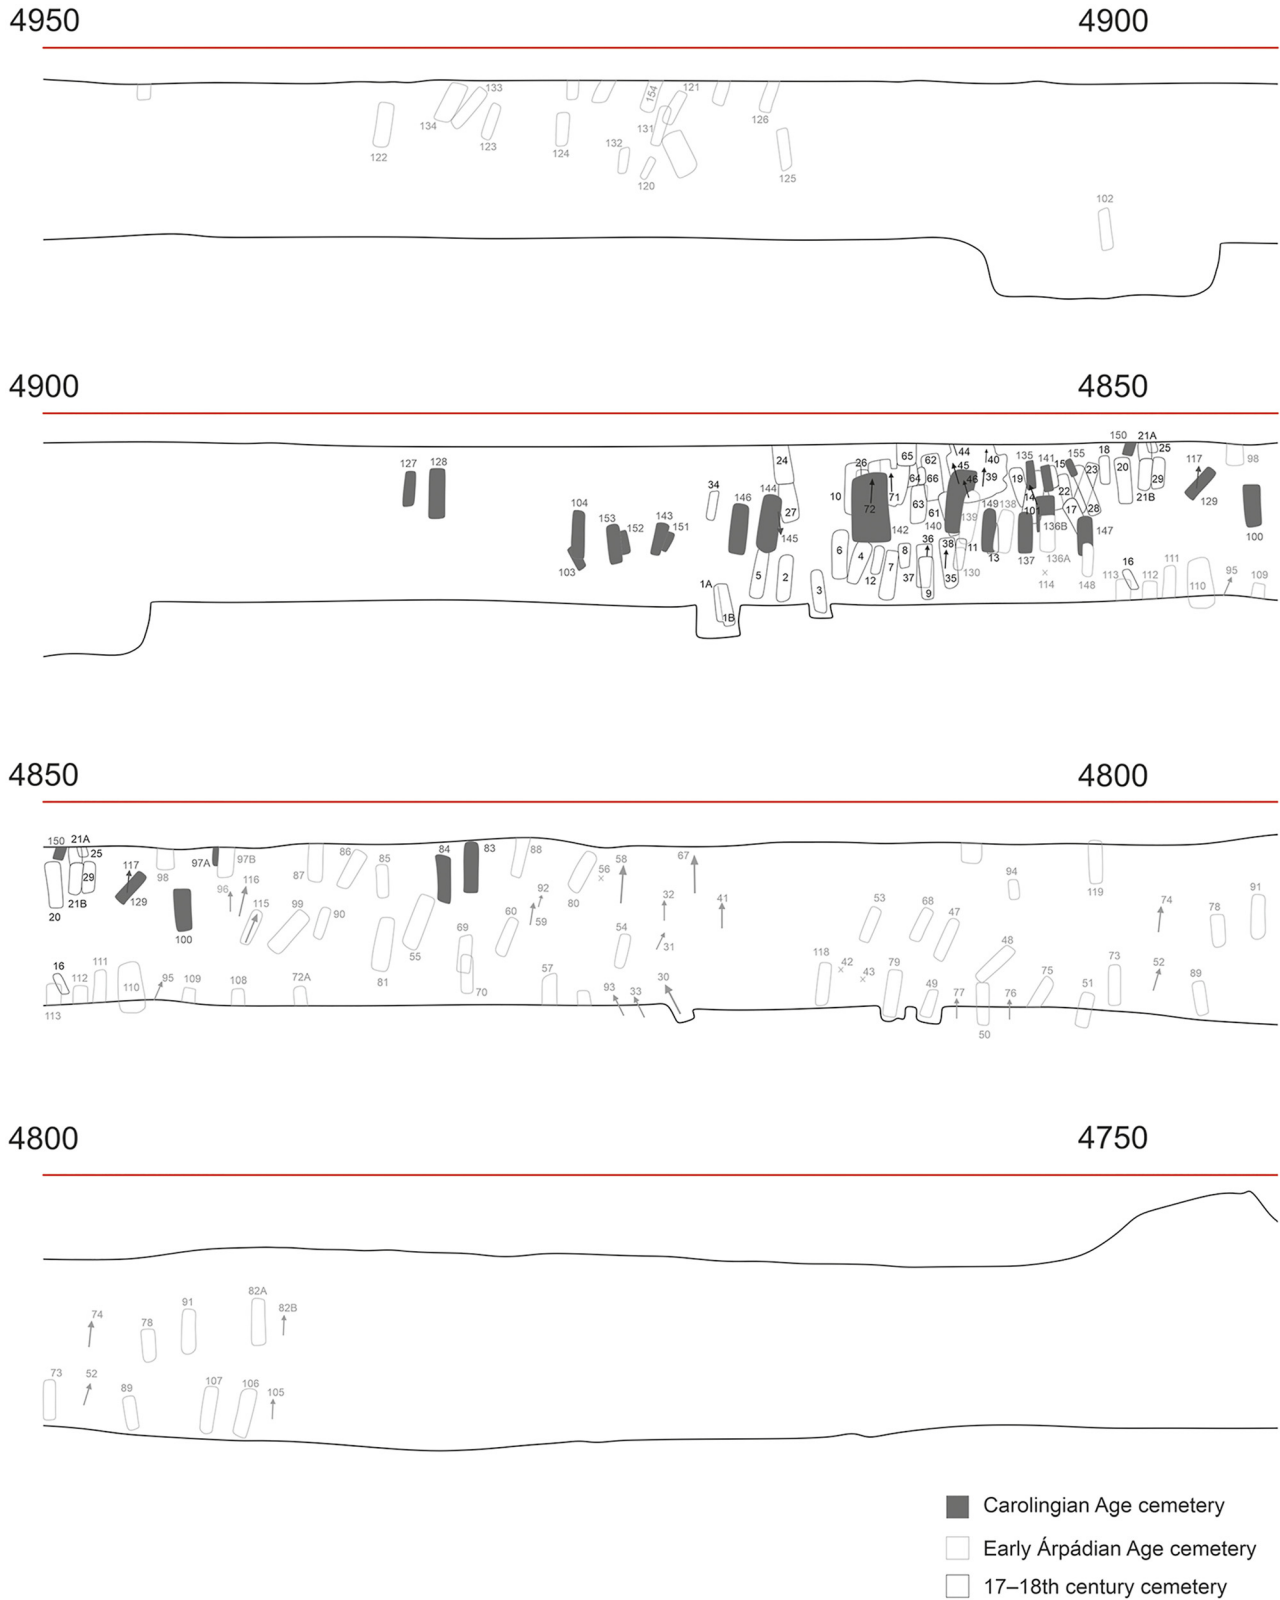 4950 4900
133 154 121
134 123 131 126
122 124 132 120 125
102
4900 4850
127 128 104 153 152 143 151 103
34 146 144 24 27 145 5 2 1A 1B 3
10 26 72 142 71 65 62 64 66 63 61 140
6 4 12 7 8 37 36 9 38 35 11 130
44 45 46 40 39 139 149 138 13 19 135 141 14 101 15 155
22 23 17 28 136B 136A 137 114 147 148
18 150 21A 25 20 21B 29 117 129 98 100
16 113 112 111 110 95 109
4850 4800
150 21A 25 20 21B 29 117 129 98 100
97A 97B 96 116 115 87 86 85 84 83 88
99 90 81 55 69 70 60 92 59 80 56 58 67
16 113 112 111 110 95 109 108 72A 57 93 33 30
54 32 31 41 53 68 47 94 119 48
118 42 43 79 49 77 50 76 75 51 73
74 52 78 91 89
4800 4750
74 78 91 82A 82B
73 52 89 107 106 105
Carolingian Age cemetery
Early Árpádian Age cemetery
17–18th century cemetery